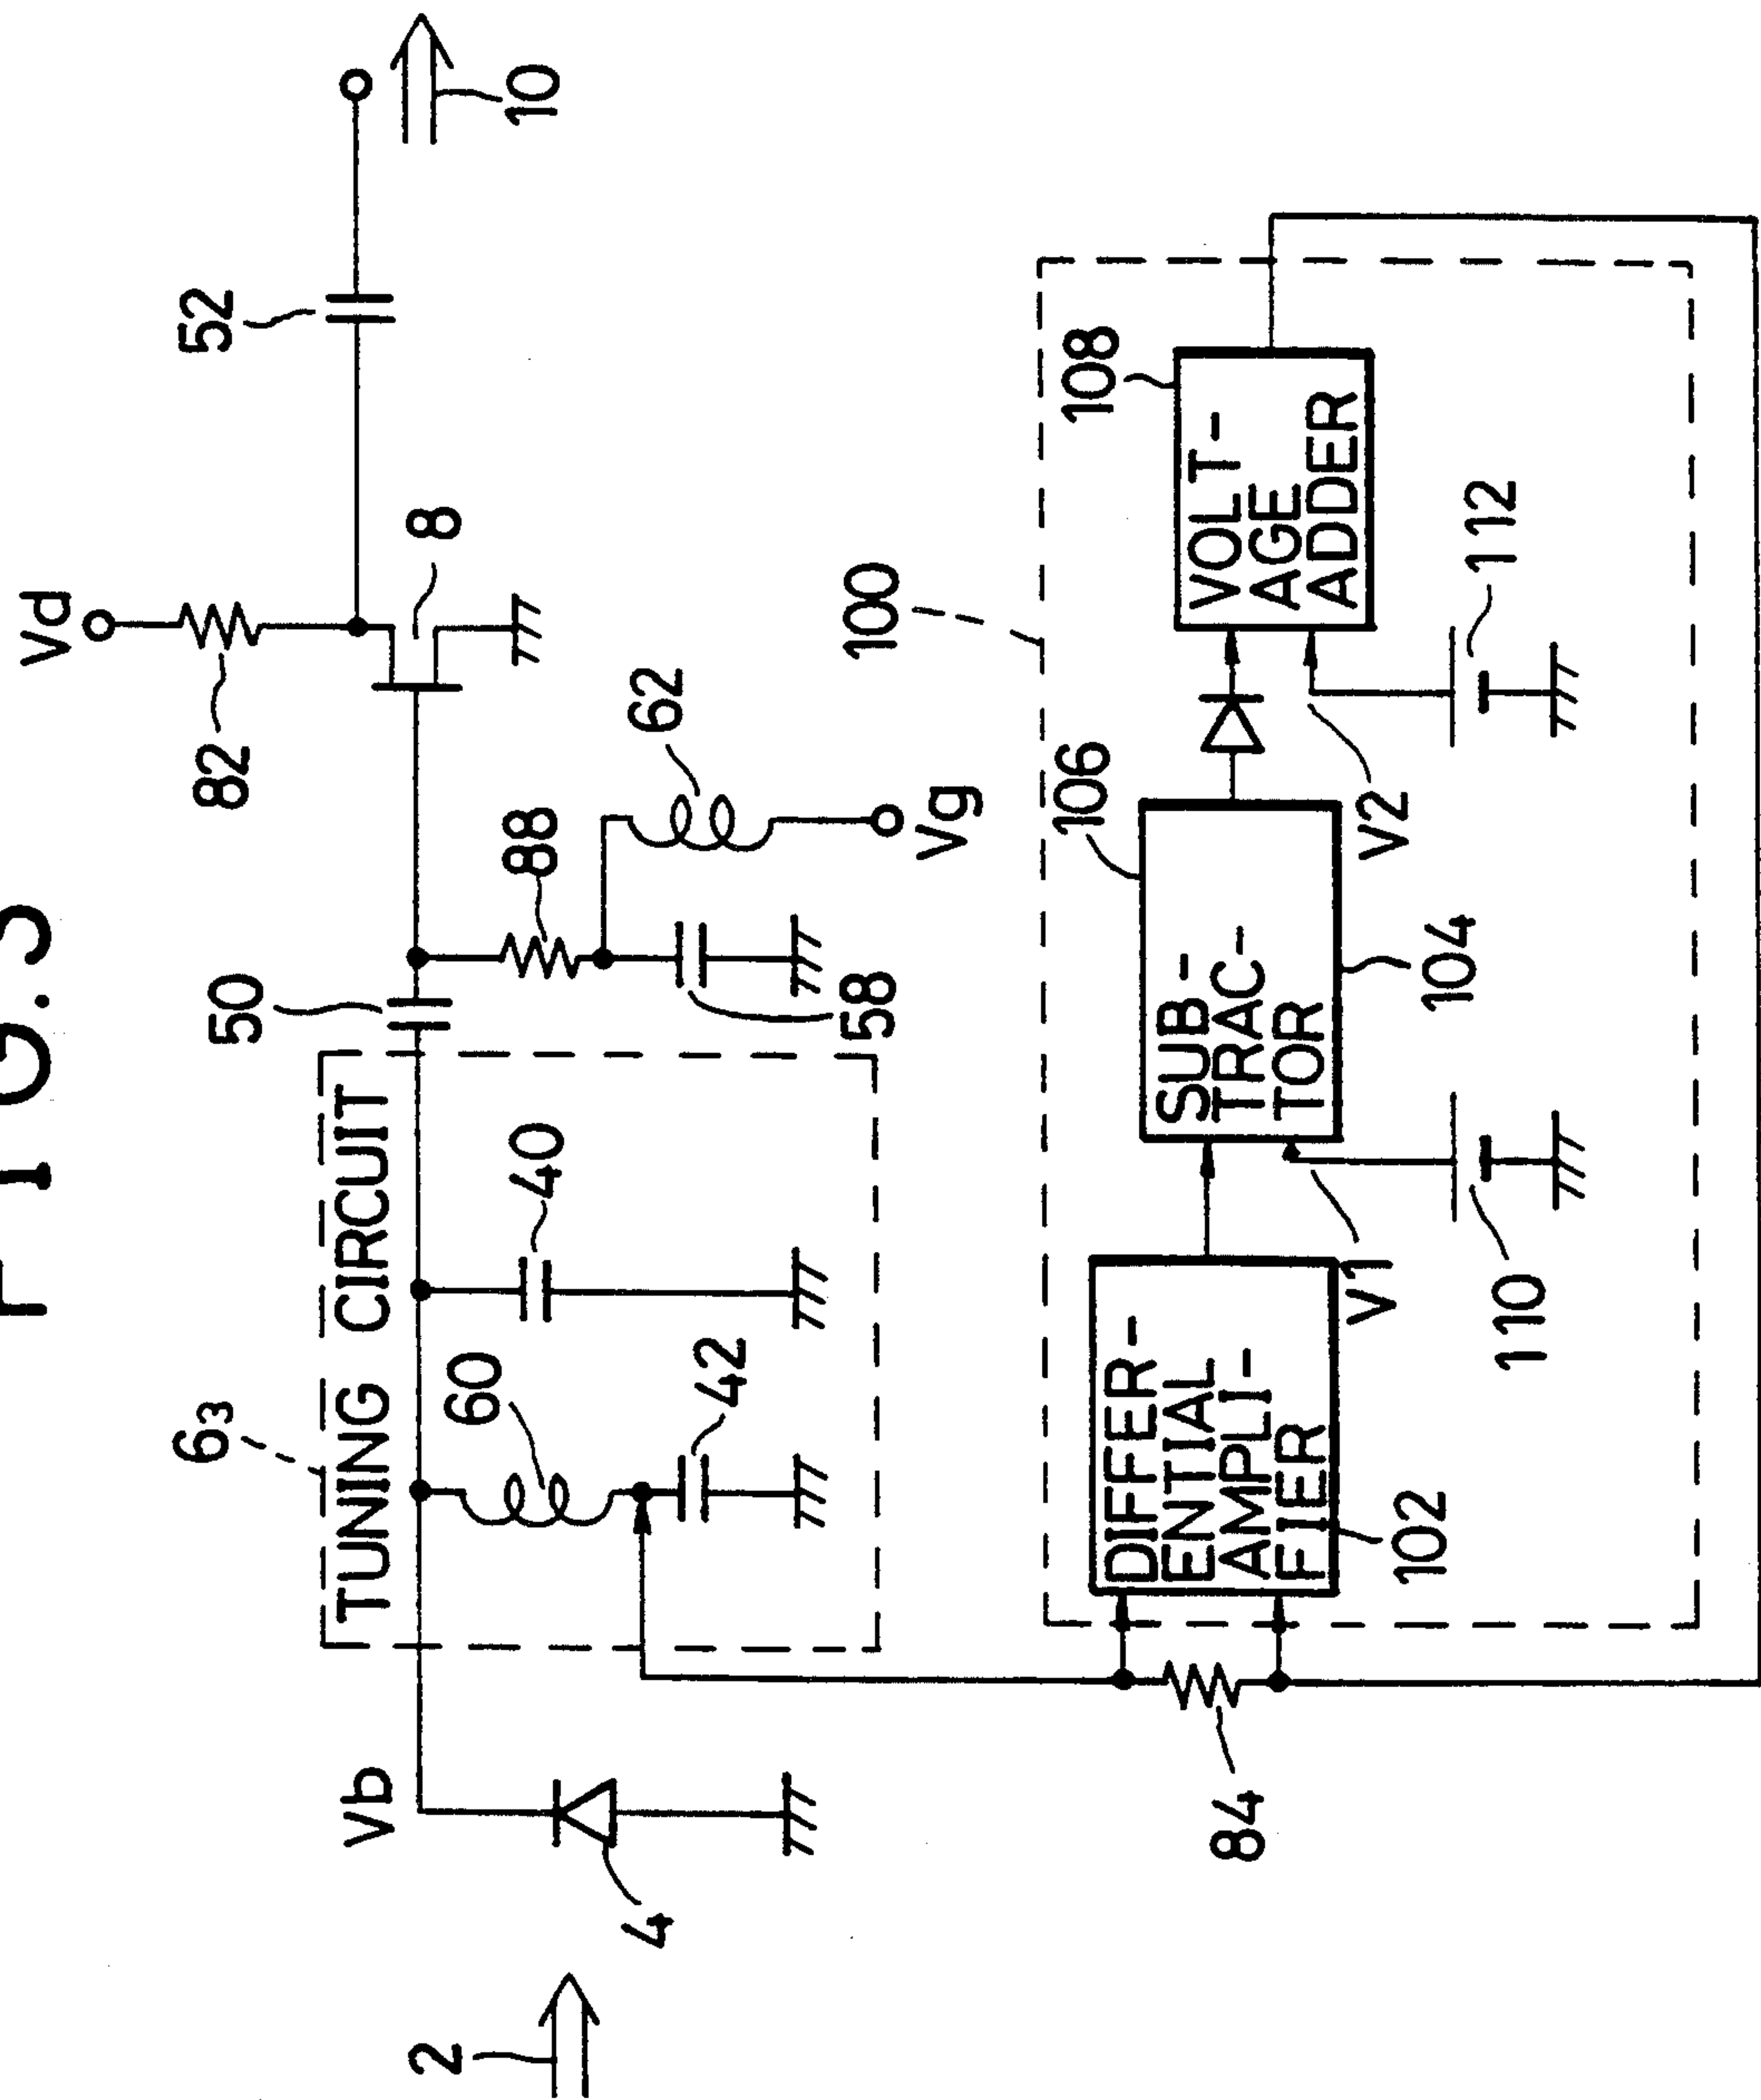 FIG. 3
Vd
52
10
82
8
50
88
62
Vg
58
6₃
TUNING CIRCUIT
60
40
42
Vb
4
2
84
100
DIFFER-
ENTIAL
AMPLI-
FIER
102
V1
110
SUB-
TRAC-
TOR
104
106
V2
112
VOLT-
AGE
ADDER
108